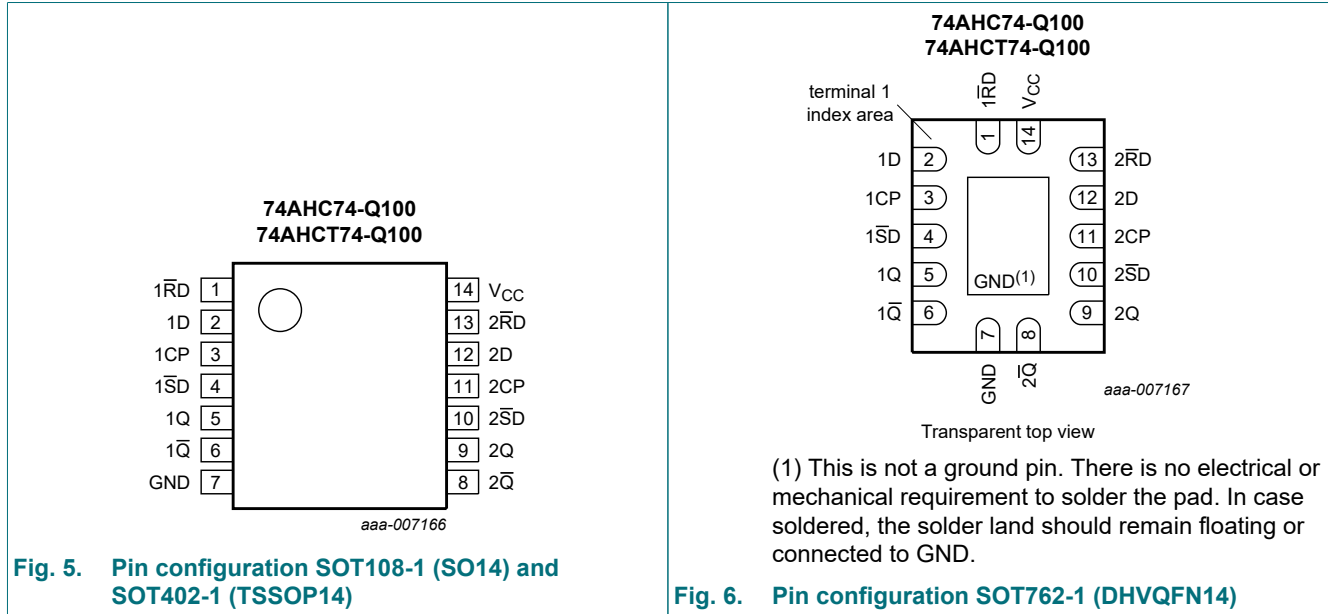 74AHC74-Q100
74AHCT74-Q100
1R̅D 1
1D 2
1CP 3
1S̅D 4
1Q 5
1Q̅ 6
GND 7
14 VCC
13 2R̅D
12 2D
11 2CP
10 2S̅D
9 2Q
8 2Q̅
aaa-007166
Fig. 5. Pin configuration SOT108-1 (SO14) and
SOT402-1 (TSSOP14)
74AHC74-Q100
74AHCT74-Q100
terminal 1
index area
1R̅D
VCC
1
14
1D 2
1CP 3
1S̅D 4
1Q 5
1Q̅ 6
13 2R̅D
12 2D
11 2CP
10 2S̅D
9 2Q
GND(1)
7
8
GND
2Q̅
aaa-007167
Transparent top view
(1) This is not a ground pin. There is no electrical or
mechanical requirement to solder the pad. In case
soldered, the solder land should remain floating or
connected to GND.
Fig. 6. Pin configuration SOT762-1 (DHVQFN14)